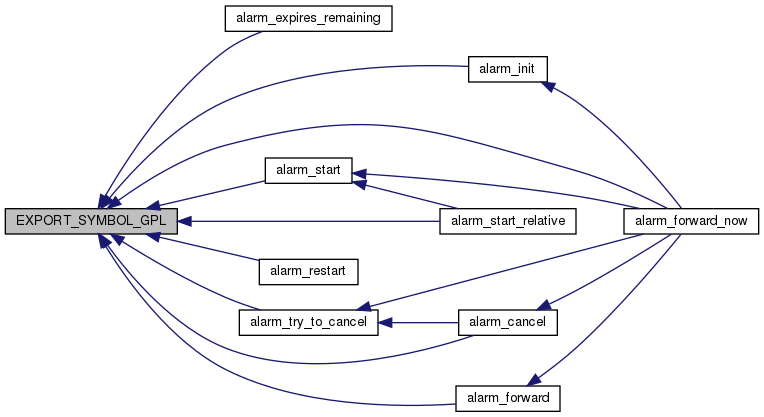 alarm_expires_remaining
alarm_init
alarm_start
EXPORT_SYMBOL_GPL
alarm_start_relative
alarm_forward_now
alarm_restart
alarm_try_to_cancel
alarm_cancel
alarm_forward